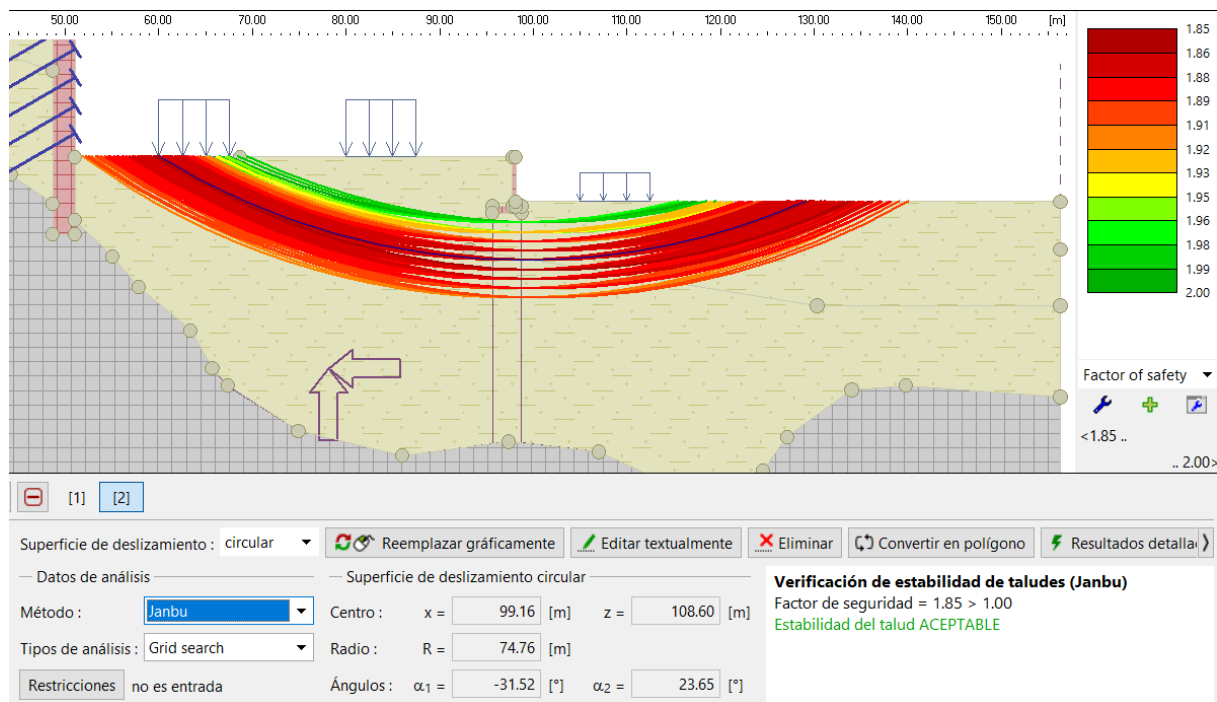 50.00 60.00 70.00 80.00 90.00 100.00 110.00 120.00 130.00 140.00 150.00 [m]
1.85
1.86
1.88
1.89
1.91
1.92
1.93
1.95
1.96
1.98
1.99
2.00
Factor of safety
<1.85 ..
.. 2.00>
[1] [2]
Superficie de deslizamiento : circular Reemplazar gráficamente Editar textualmente Eliminar Convertir en polígono Resultados detalla
Datos de análisis Superficie de deslizamiento circular Verificación de estabilidad de taludes (Janbu)
Método : Janbu Centro : x = 99.16 [m] z = 108.60 [m] Factor de seguridad = 1.85 > 1.00
Estabilidad del talud ACEPTABLE
Tipos de análisis : Grid search Radio : R = 74.76 [m]
Restricciones no es entrada Ángulos : α1 = -31.52 [°] α2 = 23.65 [°]